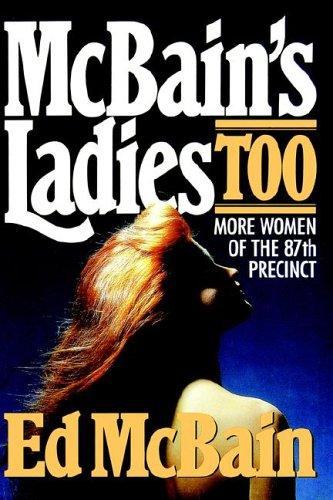 McBain's
Ladies TOO
MORE WOMEN
OF THE 87th
PRECINCT
Ed McBain